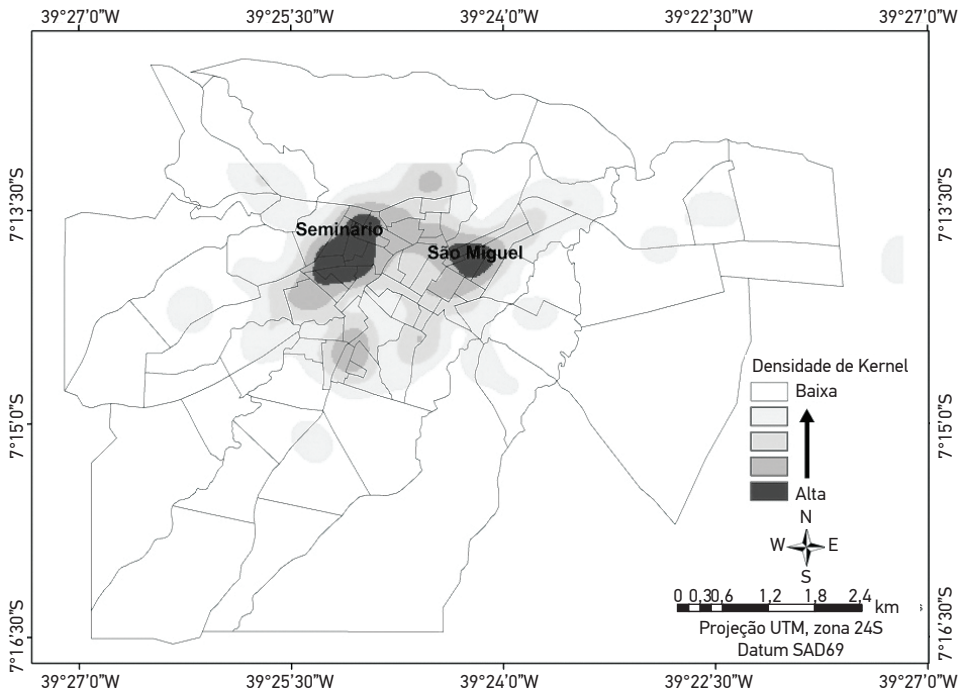 39°27'0"W 39°25'30"W 39°24'0"W 39°22'30"W 39°27'0"W
7°13'30"S 7°13'30"S
Seminário
São Miguel
Densidade de Kernel
Baixa
7°15'0"S 7°15'0"S
Alta
N
W E
S
0 0,30,6 1,2 1,8 2,4 km
Projeção UTM, zona 24S
Datum SAD69
7°16'30"S 7°16'30"S
39°27'0"W 39°25'30"W 39°24'0"W 39°22'30"W 39°27'0"W